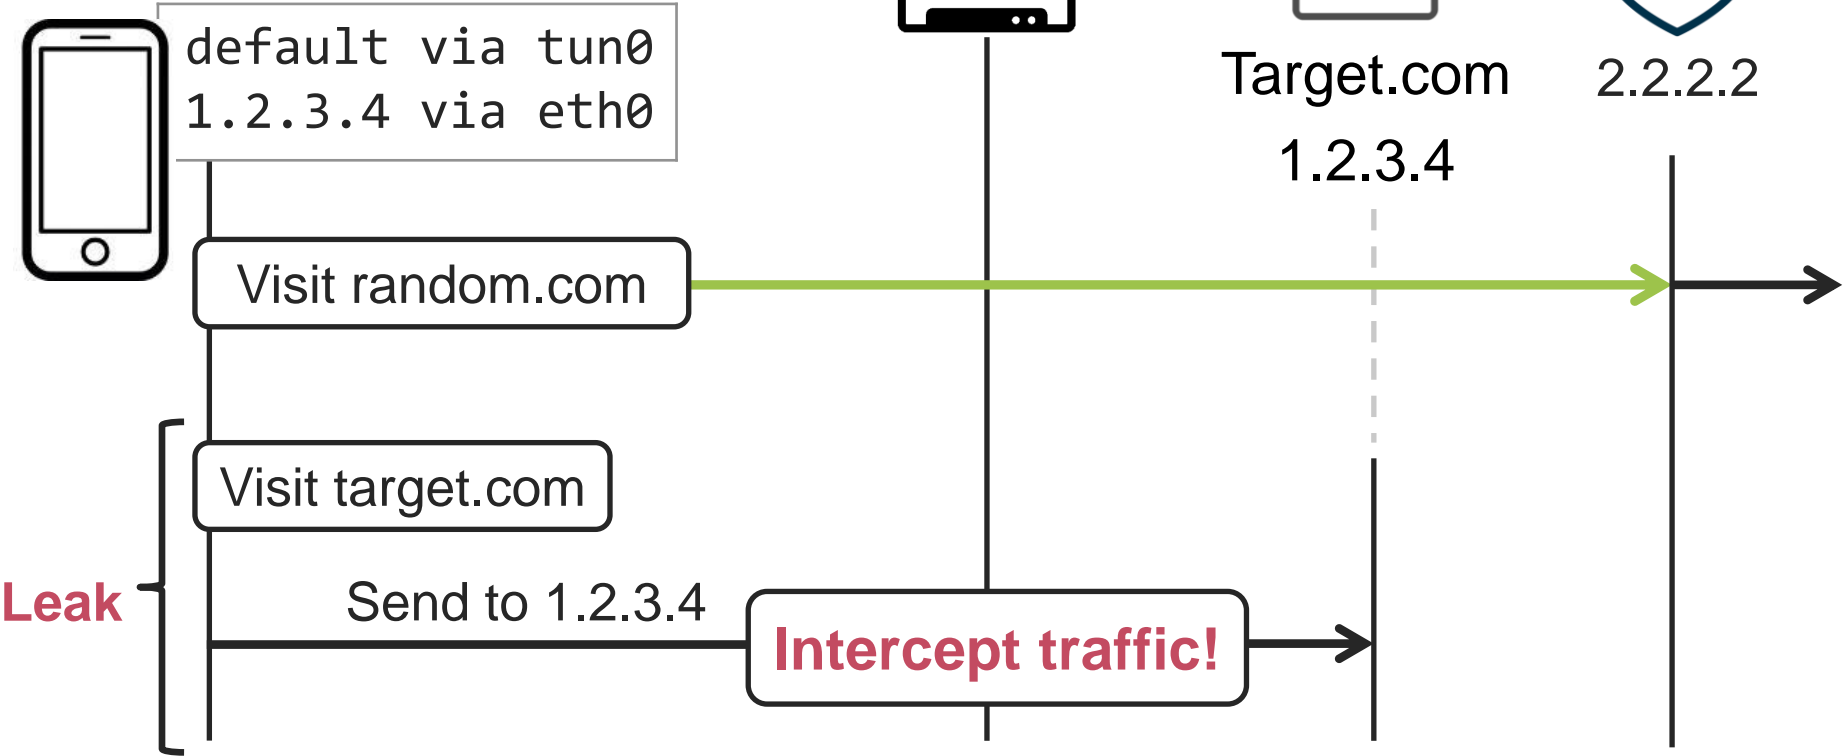 default via tun0
1.2.3.4 via eth0
Target.com
1.2.3.4
2.2.2.2
Visit random.com
Visit target.com
Leak
Send to 1.2.3.4
Intercept traffic!